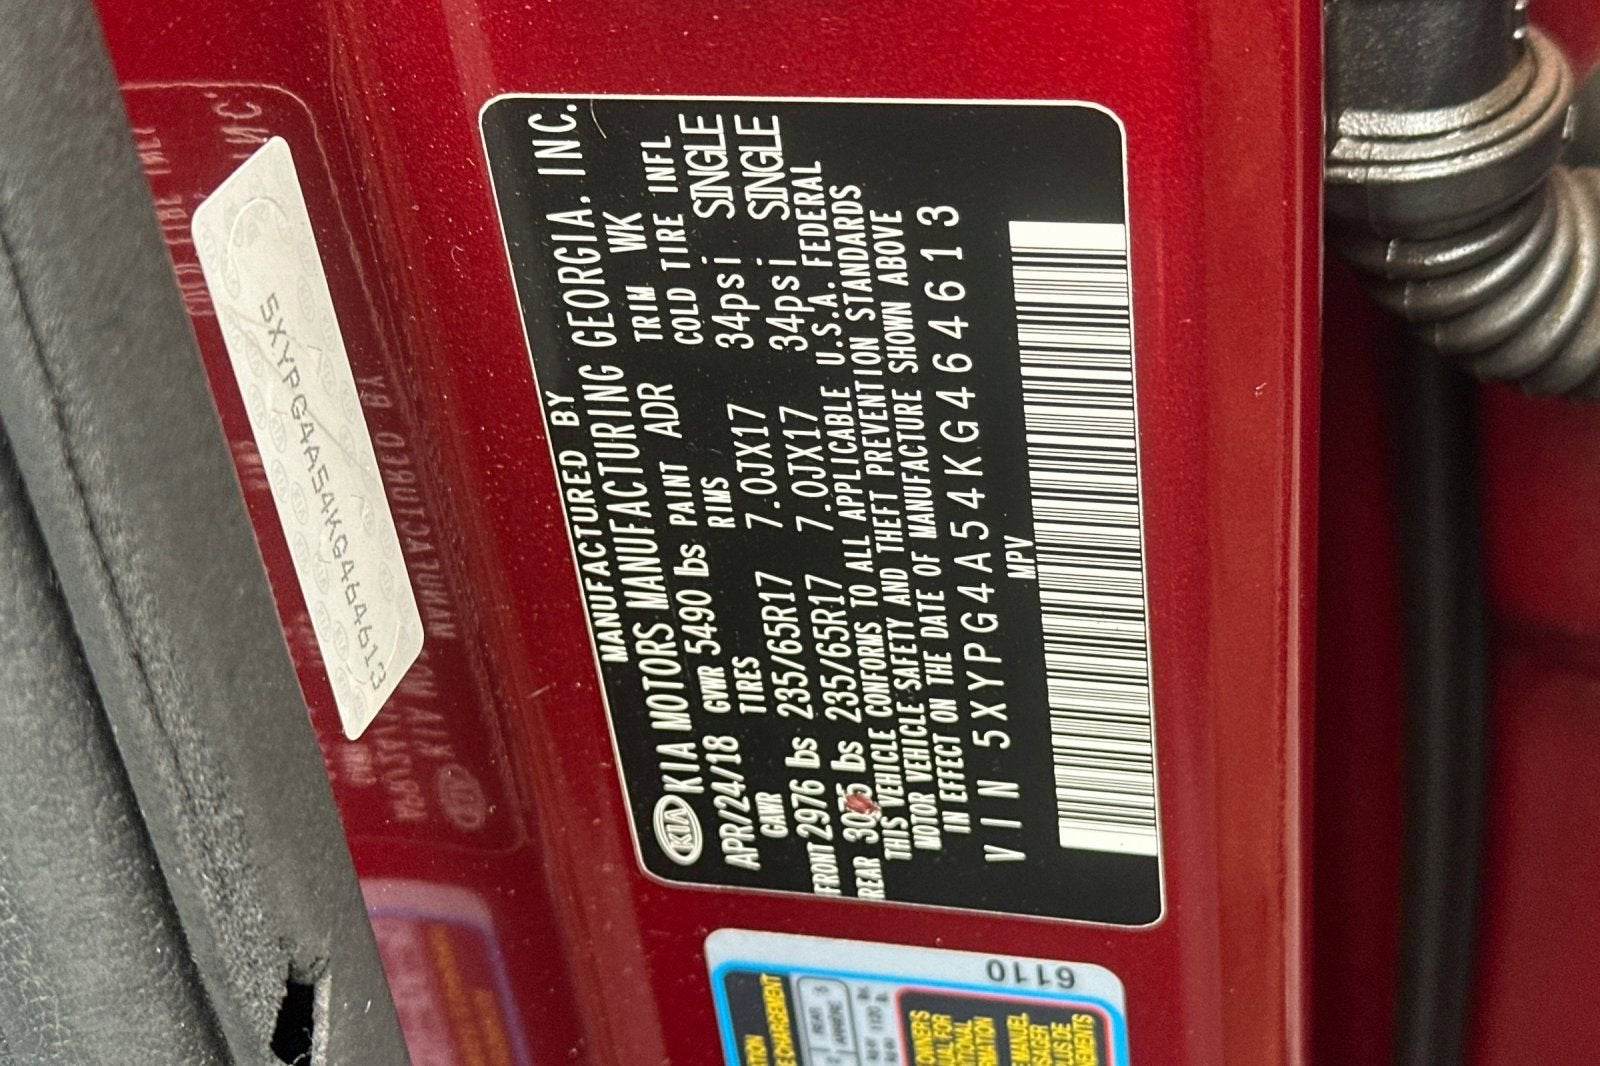 MANUFACTURED BY
KIA KIA MOTORS MANUFACTURING GEORGIA, INC.
APR/24/18 GVWR 5490 lbs PAINT ADR TRIM WK
GAWR TIRES RIMS COLD TIRE INFL
FRONT 2976 lbs 235/65R17 7.0JX17 34psi SINGLE
REAR 3075 lbs 235/65R17 7.0JX17 34psi SINGLE
THIS VEHICLE CONFORMS TO ALL APPLICABLE U.S.A. FEDERAL
MOTOR VEHICLE SAFETY AND THEFT PREVENTION STANDARDS
IN EFFECT ON THE DATE OF MANUFACTURE SHOWN ABOVE
VIN 5XYPG4A54KG464613
MPV
5XYPG4A54KG464613
6110